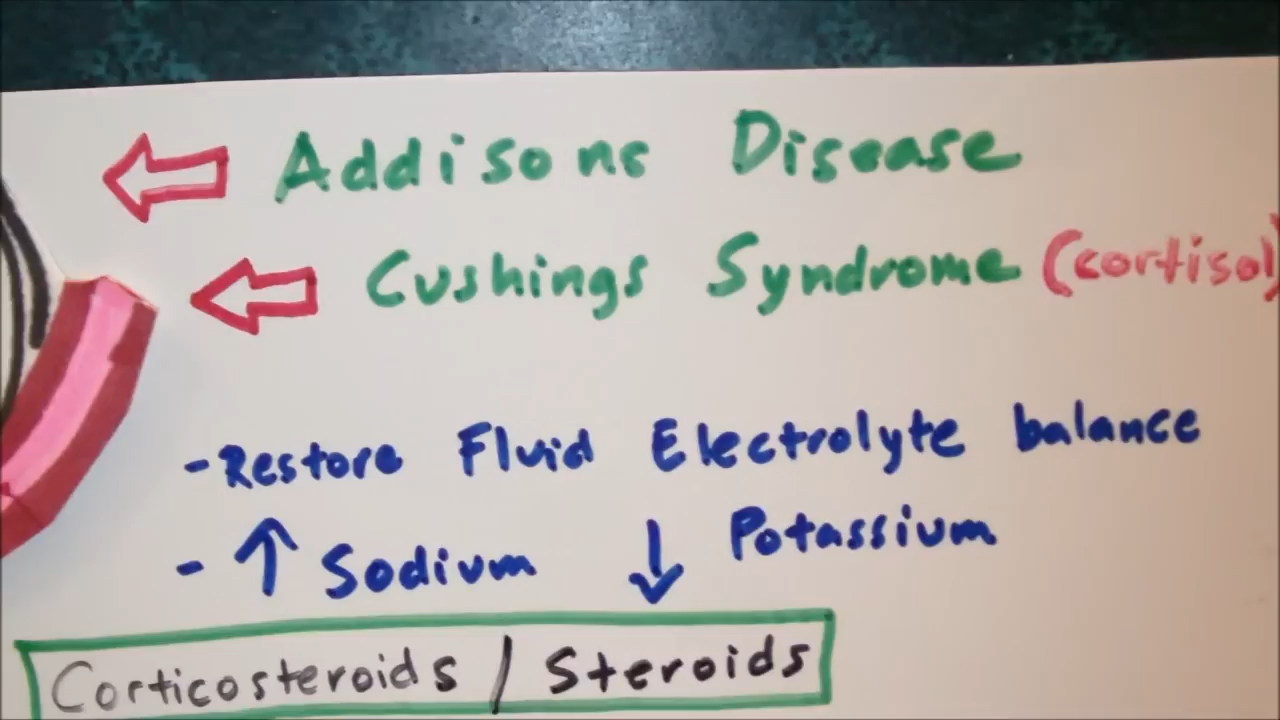 Addisons Disease
Cushings Syndrome (cortisol)
- Restore Fluid Electrolyte balance
- ↑ Sodium ↓ Potassium
Corticosteroids / Steroids